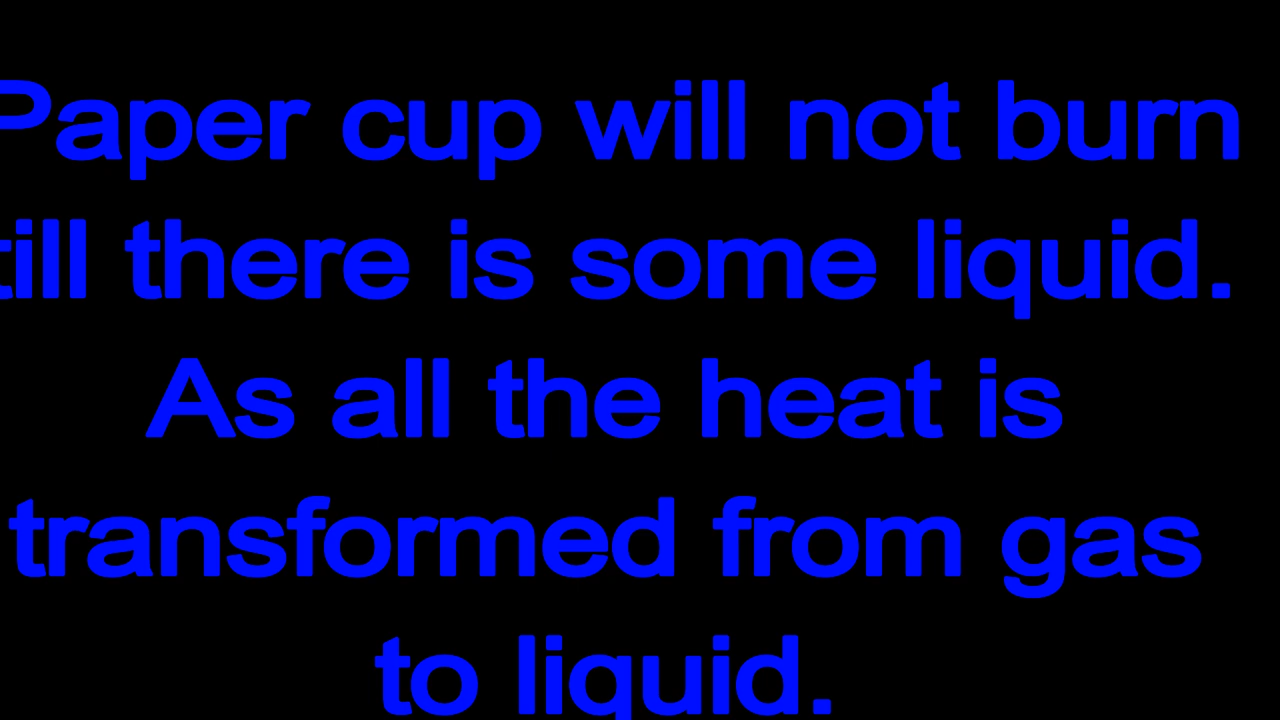 Paper cup will not burn
till there is some liquid.
As all the heat is
transformed from gas
to liquid.